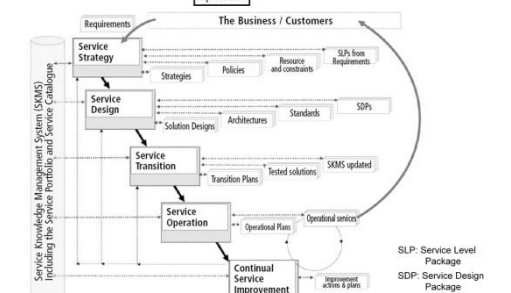 Requirements
The Business / Customers
Service
Strategy
SLPs from
Requirements
Resource
and constraints
Policies
Strategies
Service
Design
SDPs
Standards
Architectures
Solution Designs
Service
Transition
SKMS updated
Tested solutions
Transition Plans
Service
Operation
Operational services
Operational Plans
Continual
Service
Improvement
Improvement
actions & plans
SLP: Service Level
Package
SDP: Service Design
Package
Service Knowledge Management System (SKMS)
Including the Service Portfolio and Service Catalogue